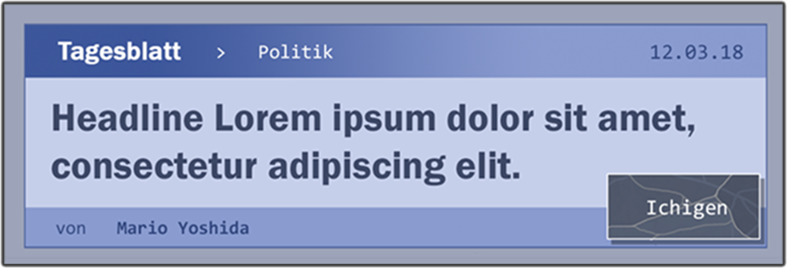 Tagesblatt > Politik 12.03.18
Headline Lorem ipsum dolor sit amet,
consectetur adipiscing elit.
Ichigen
von Mario Yoshida